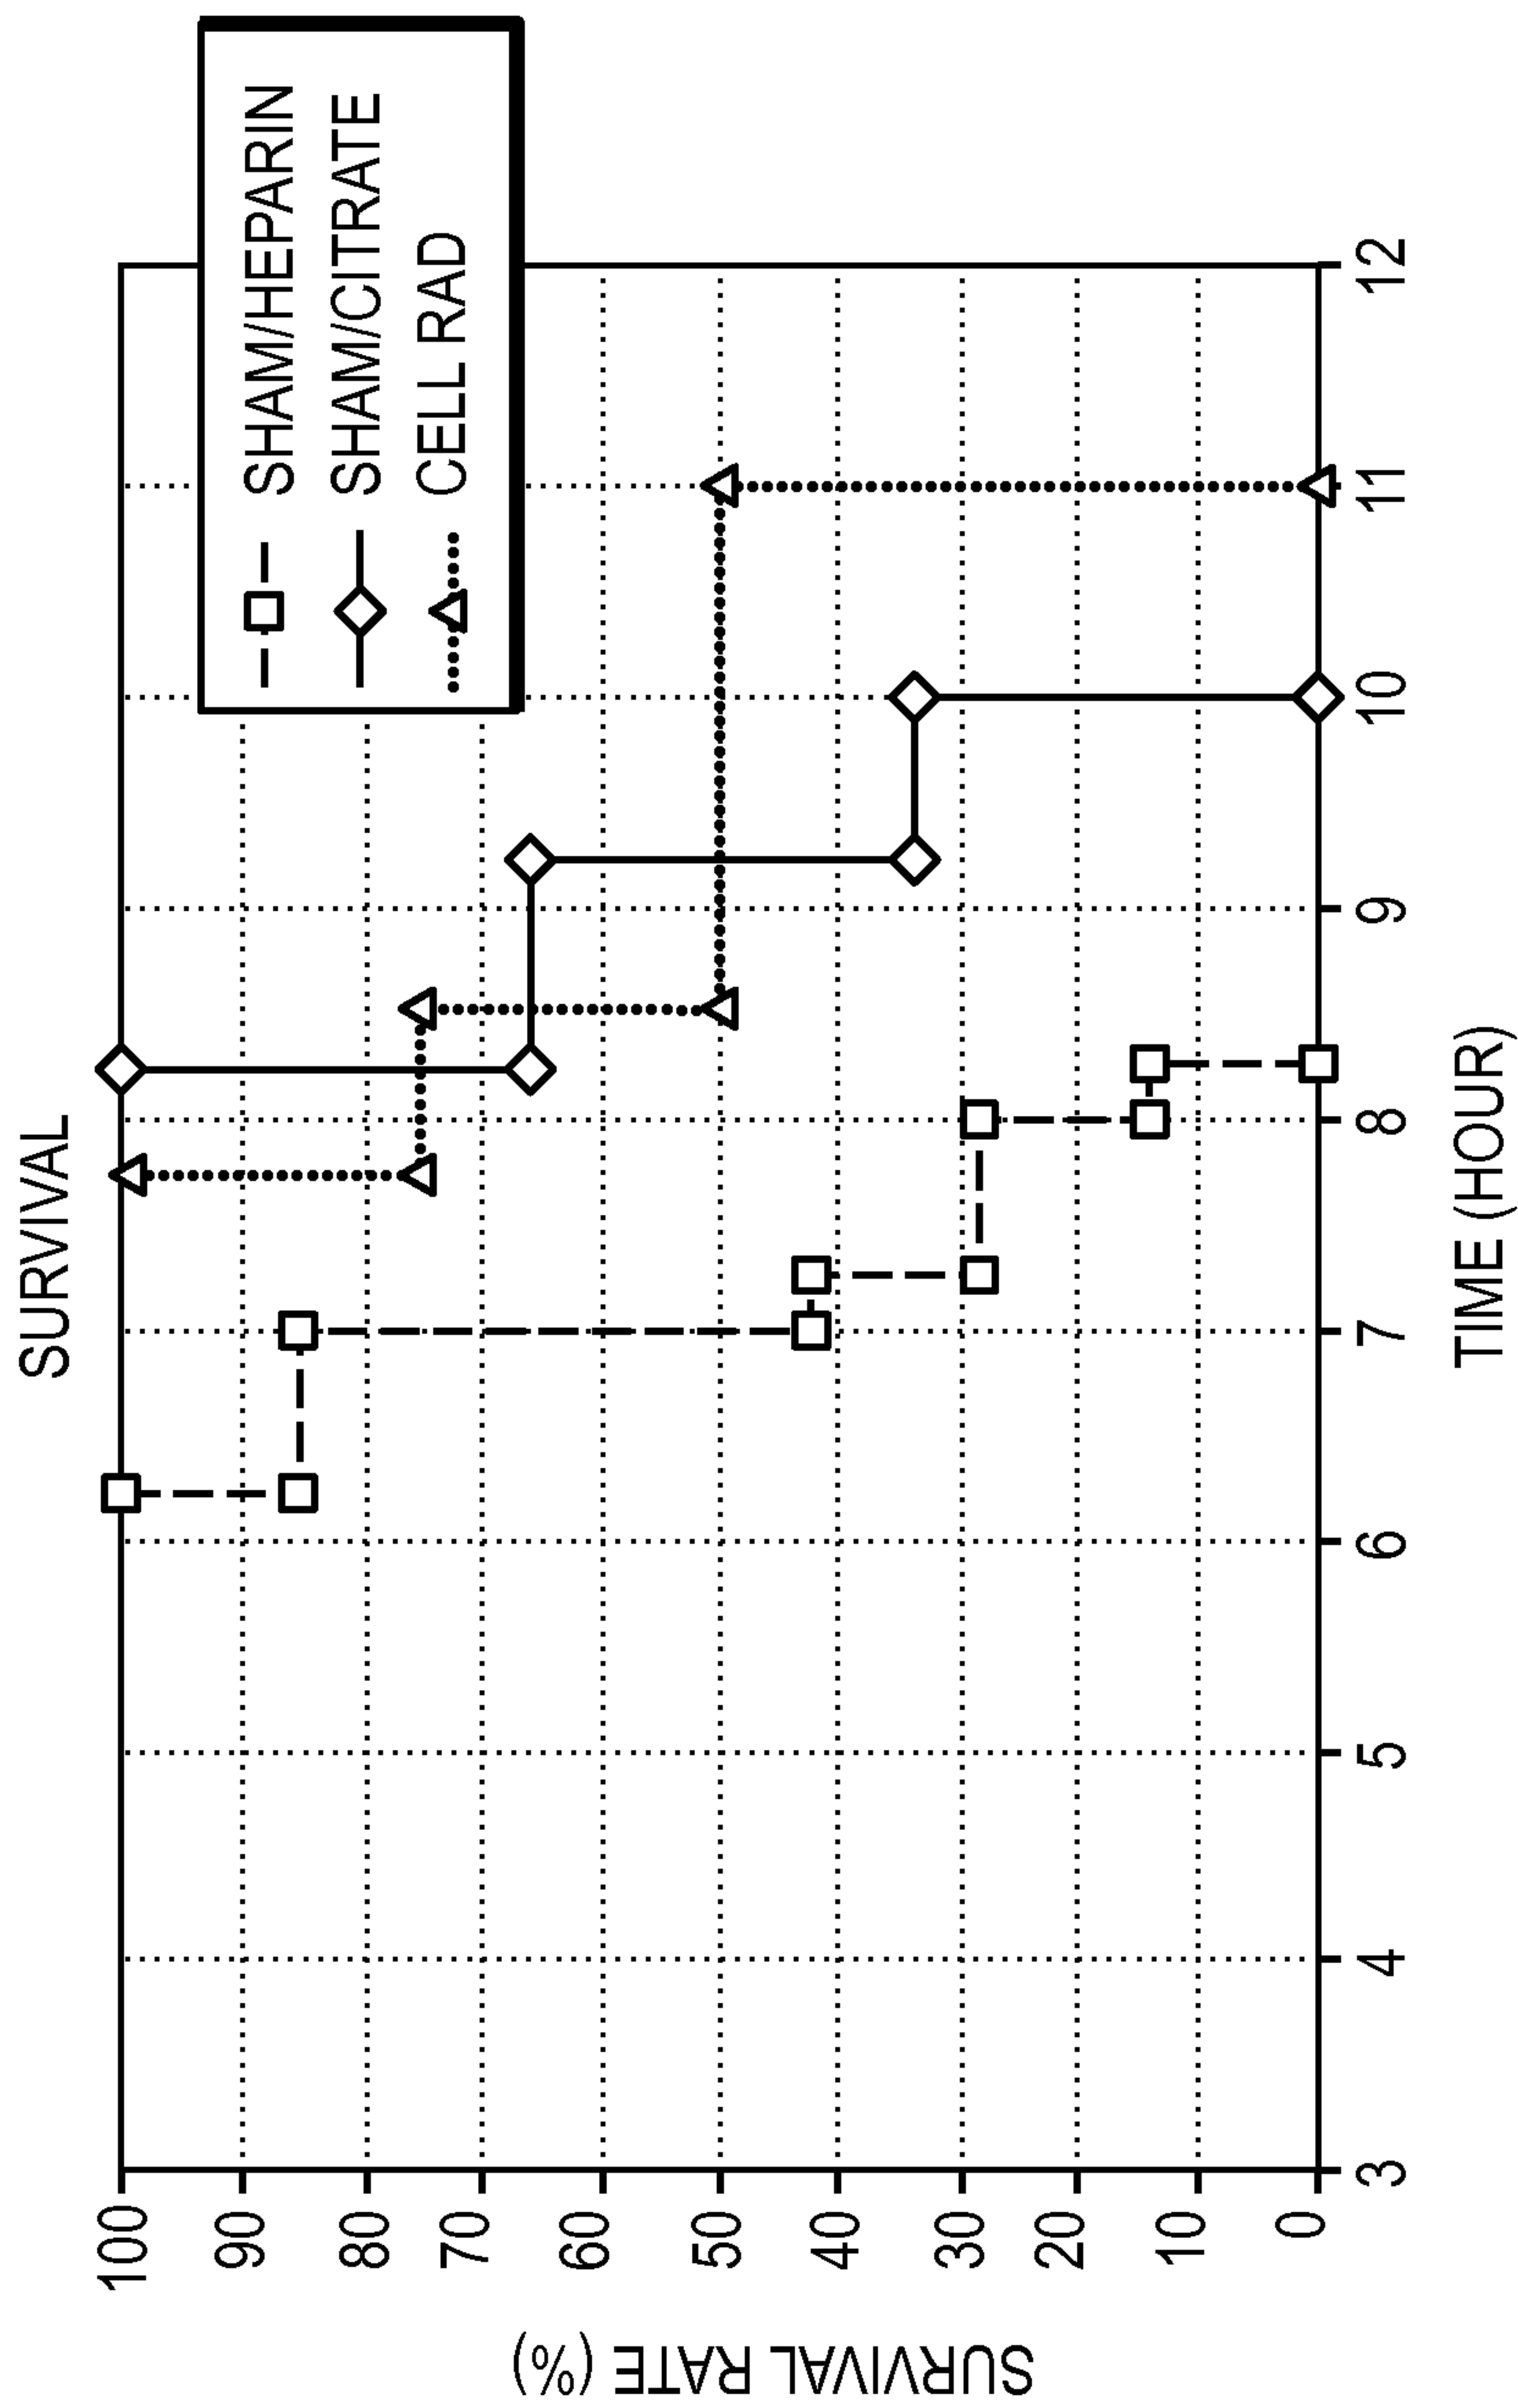 SURVIVAL
SHAM/HEPARIN
SHAM/CITRATE
CELL RAD
SURVIVAL RATE (%)
100
90
80
70
60
50
40
30
20
10
0
3 4 5 6 7 8 9 10 11 12
TIME (HOUR)